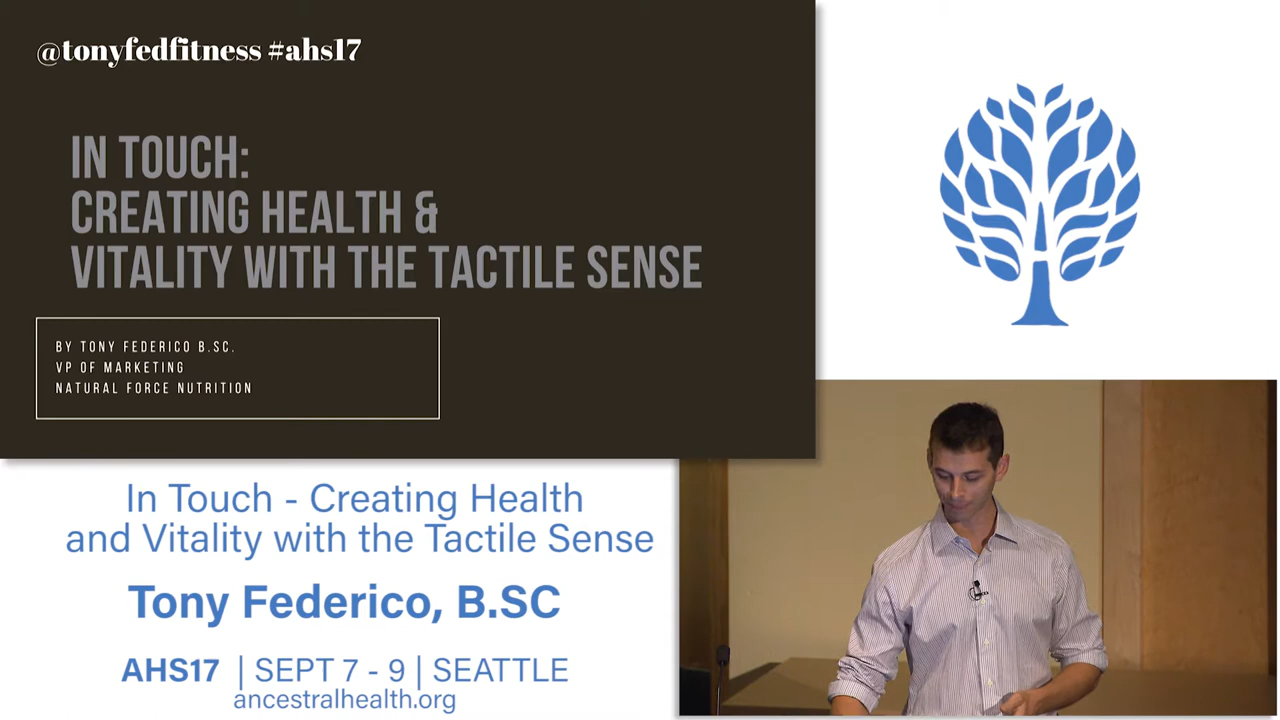 @tonyfedfitness #ahs17
IN TOUCH:
CREATING HEALTH &
VITALITY WITH THE TACTILE SENSE
BY TONY FEDERICO B.SC.
VP OF MARKETING
NATURAL FORCE NUTRITION
In Touch - Creating Health
and Vitality with the Tactile Sense
Tony Federico, B.SC
AHS17 | SEPT 7 - 9 | SEATTLE
ancestralhealth.org